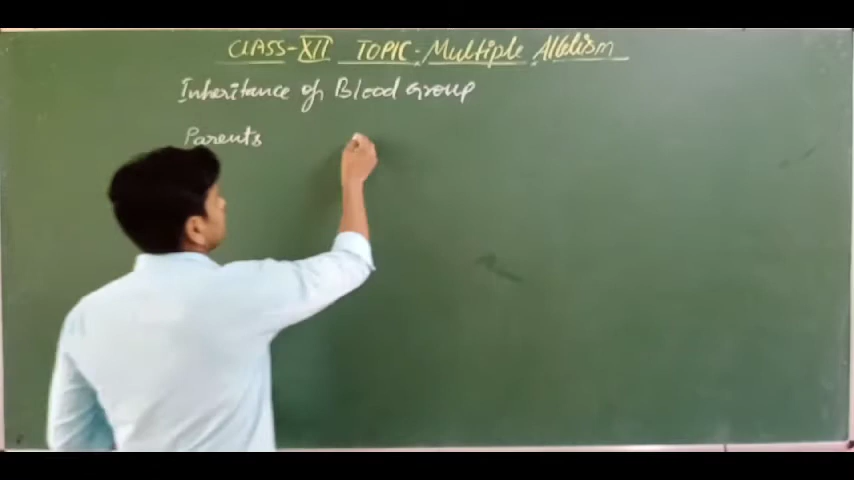 CLASS-XII TOPIC-Multiple Allelism
Inheritance of Blood Group
Parents